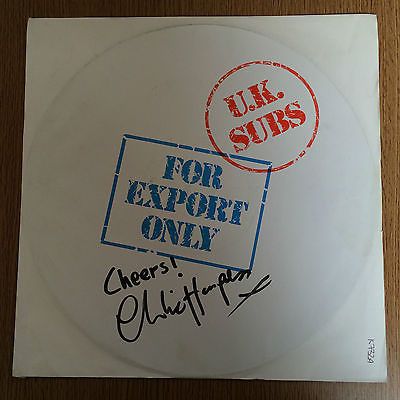 U.K.
SUBS
FOR
EXPORT
ONLY
Cheers!